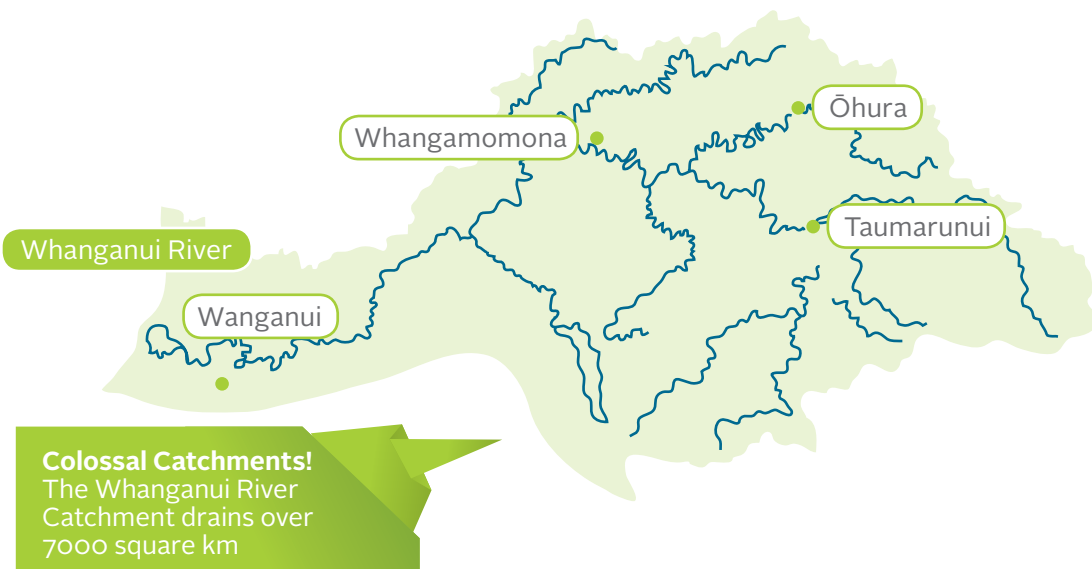 Ōhura
Whangamomona
Taumarunui
Whanganui River
Wanganui
Colossal Catchments!
The Whanganui River
Catchment drains over
7000 square km